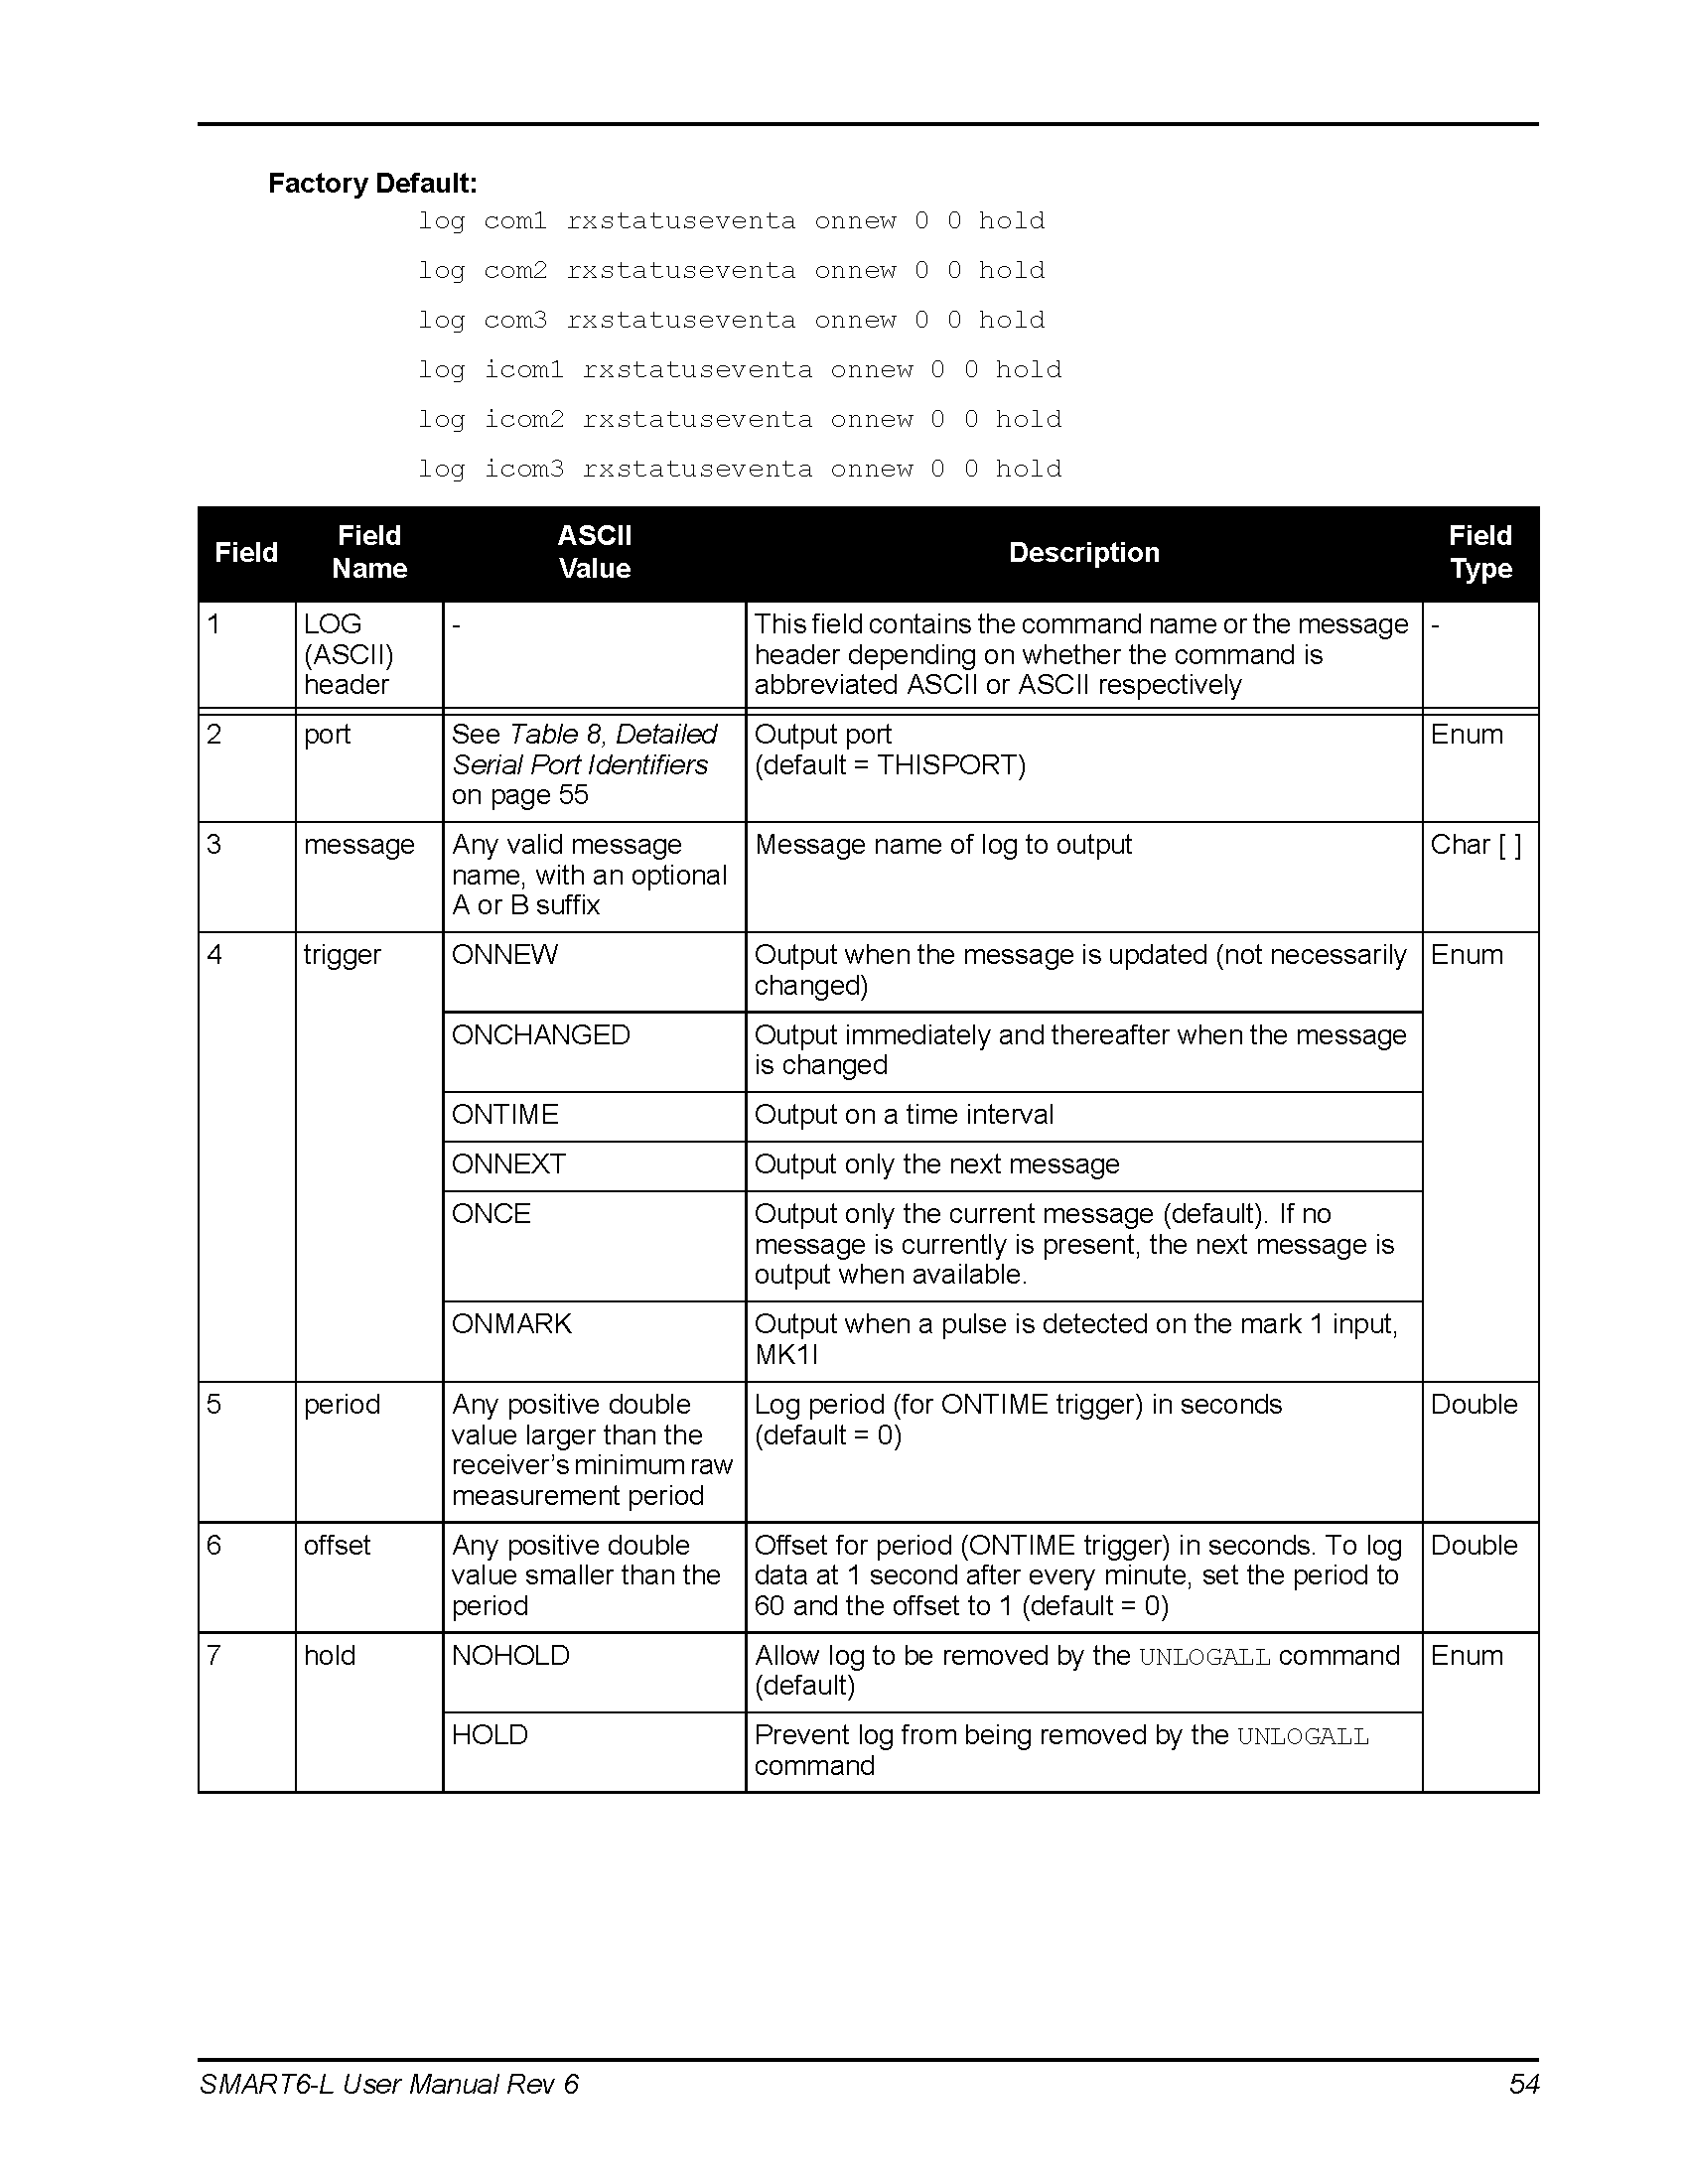 Factory Default:
log com1 rxstatuseventa onnew 0 0 hold
log com2 rxstatuseventa onnew 0 0 hold
log com3 rxstatuseventa onnew 0 0 hold
log icom1 rxstatuseventa onnew 0 0 hold
log icom2 rxstatuseventa onnew 0 0 hold
log icom3 rxstatuseventa onnew 0 0 hold
Field
Field
Name
ASCII
Value
Description
Field
Type
1
LOG
(ASCII)
header
-
This field contains the command name or the message
header depending on whether the command is
abbreviated ASCII or ASCII respectively
-
2
port
See Table 8, Detailed
Serial Port Identifiers
on page 55
Output port
(default = THISPORT)
Enum
3
message
Any valid message
name, with an optional
A or B suffix
Message name of log to output
Char [ ]
4
trigger
ONNEW
Output when the message is updated (not necessarily
changed)
Enum
ONCHANGED
Output immediately and thereafter when the message
is changed
ONTIME
Output on a time interval
ONNEXT
Output only the next message
ONCE
Output only the current message (default). If no
message is currently is present, the next message is
output when available.
ONMARK
Output when a pulse is detected on the mark 1 input,
MK1I
5
period
Any positive double
value larger than the
receiver's minimum raw
measurement period
Log period (for ONTIME trigger) in seconds
(default = 0)
Double
6
offset
Any positive double
value smaller than the
period
Offset for period (ONTIME trigger) in seconds. To log
data at 1 second after every minute, set the period to
60 and the offset to 1 (default = 0)
Double
7
hold
NOHOLD
Allow log to be removed by the UNLOGALL command
(default)
Enum
HOLD
Prevent log from being removed by the UNLOGALL
command
SMART6-L User Manual Rev 6
54